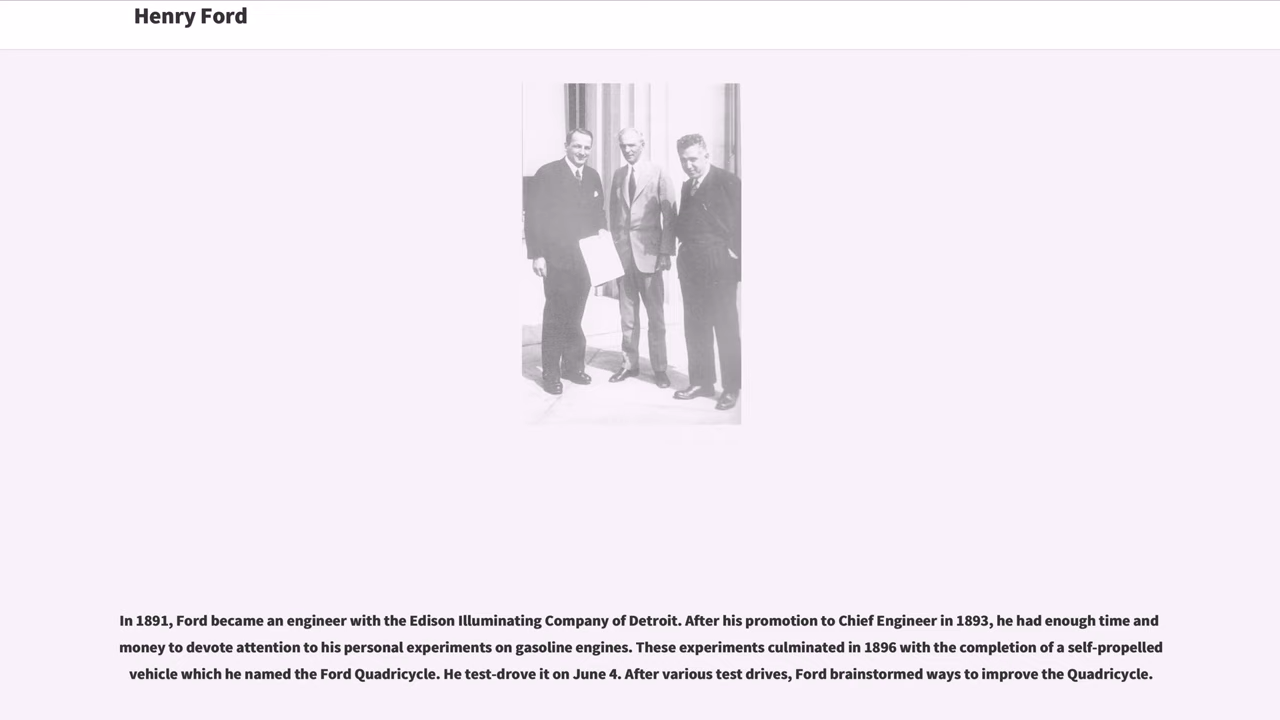 Henry Ford
In 1891, Ford became an engineer with the Edison Illuminating Company of Detroit. After his promotion to Chief Engineer in 1893, he had enough time and
money to devote attention to his personal experiments on gasoline engines. These experiments culminated in 1896 with the completion of a self-propelled
vehicle which he named the Ford Quadricycle. He test-drove it on June 4. After various test drives, Ford brainstormed ways to improve the Quadricycle.